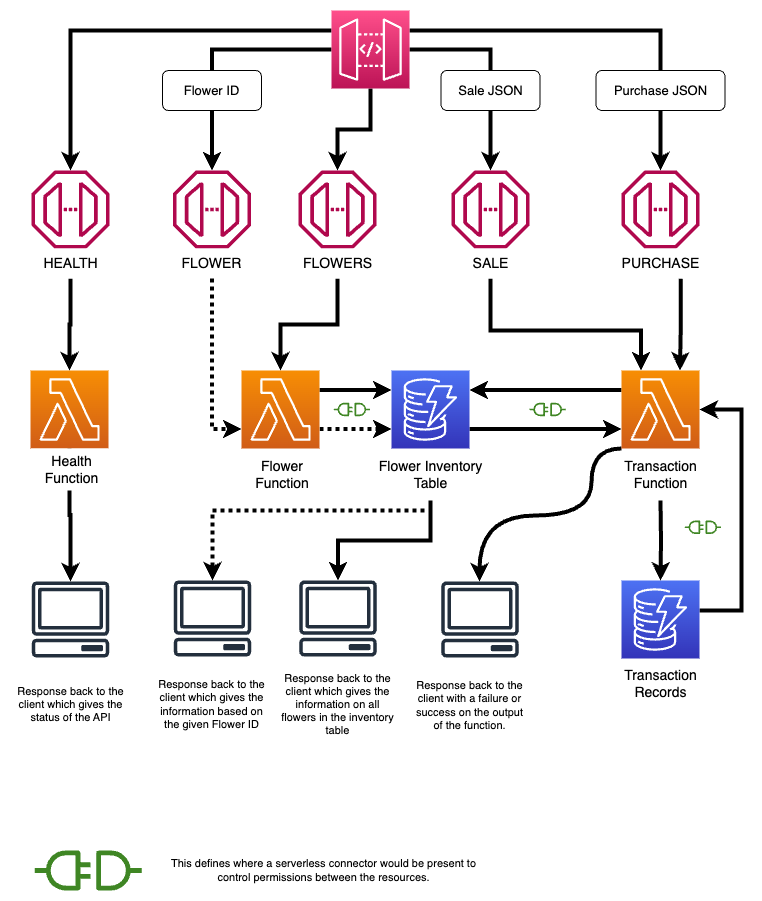 </>
Flower ID
Sale JSON
Purchase JSON
HEALTH
FLOWER
FLOWERS
SALE
PURCHASE
Health
Function
Flower
Function
Flower Inventory
Table
Transaction
Function
Response back to the
client which gives the
status of the API
Response back to the
client which gives the
information based on
the given Flower ID
Response back to the
client which gives the
information on all
flowers in the inventory
table
Response back to the
client with a failure or
success on the output
of the function.
Transaction
Records
This defines where a serverless connector would be present to
control permissions between the resources.